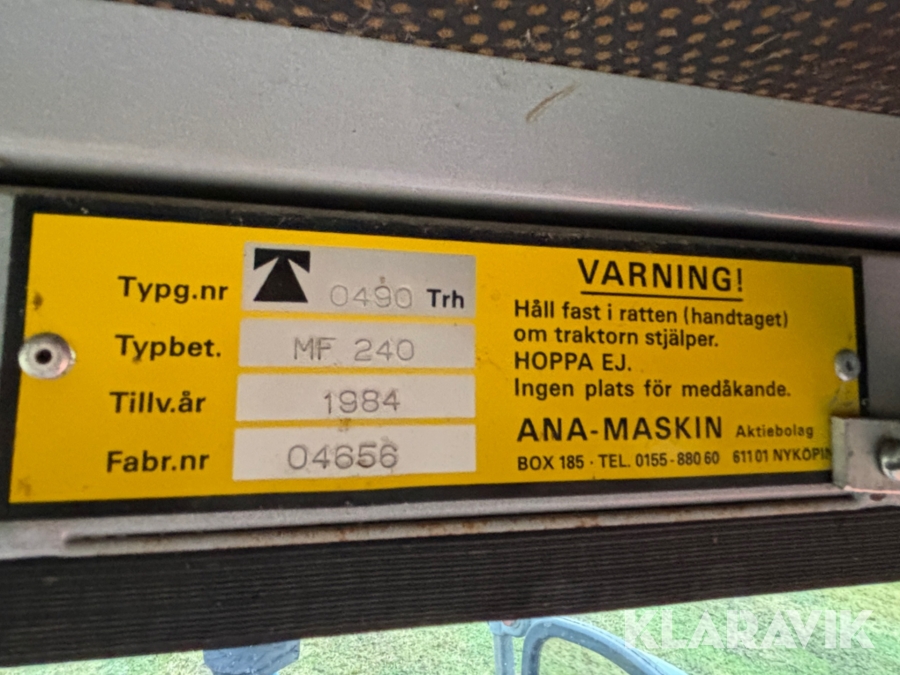 Typg.nr 0490 Trh
Typbet. MF 240
Tillv.år 1984
Fabr.nr 04656
VARNING!
Håll fast i ratten (handtaget)
om traktorn stjälper.
HOPPA EJ.
Ingen plats för medåkande.
ANA-MASKIN Aktiebolag
BOX 185 · TEL. 0155-880 60 611 01 NYKÖPIN
KLARAVIK